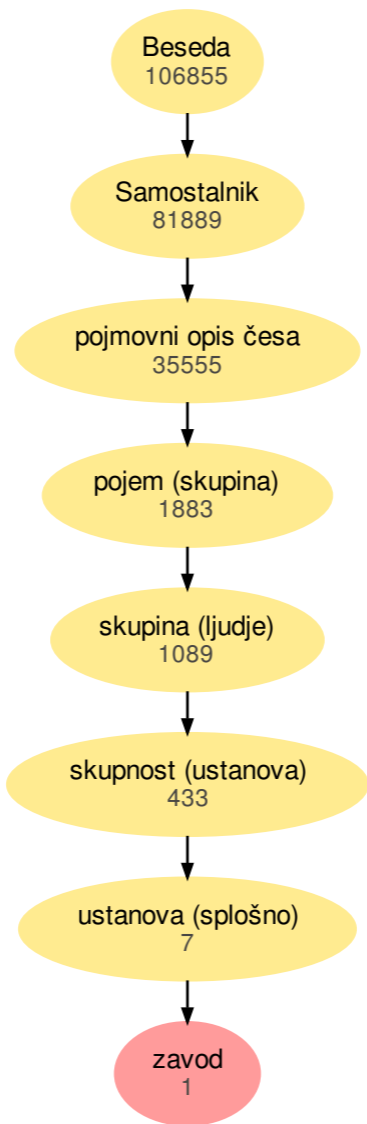 Beseda
106855
Samostalnik
81889
pojmovni opis česa
35555
pojem (skupina)
1883
skupina (ljudje)
1089
skupnost (ustanova)
433
ustanova (splošno)
7
zavod
1